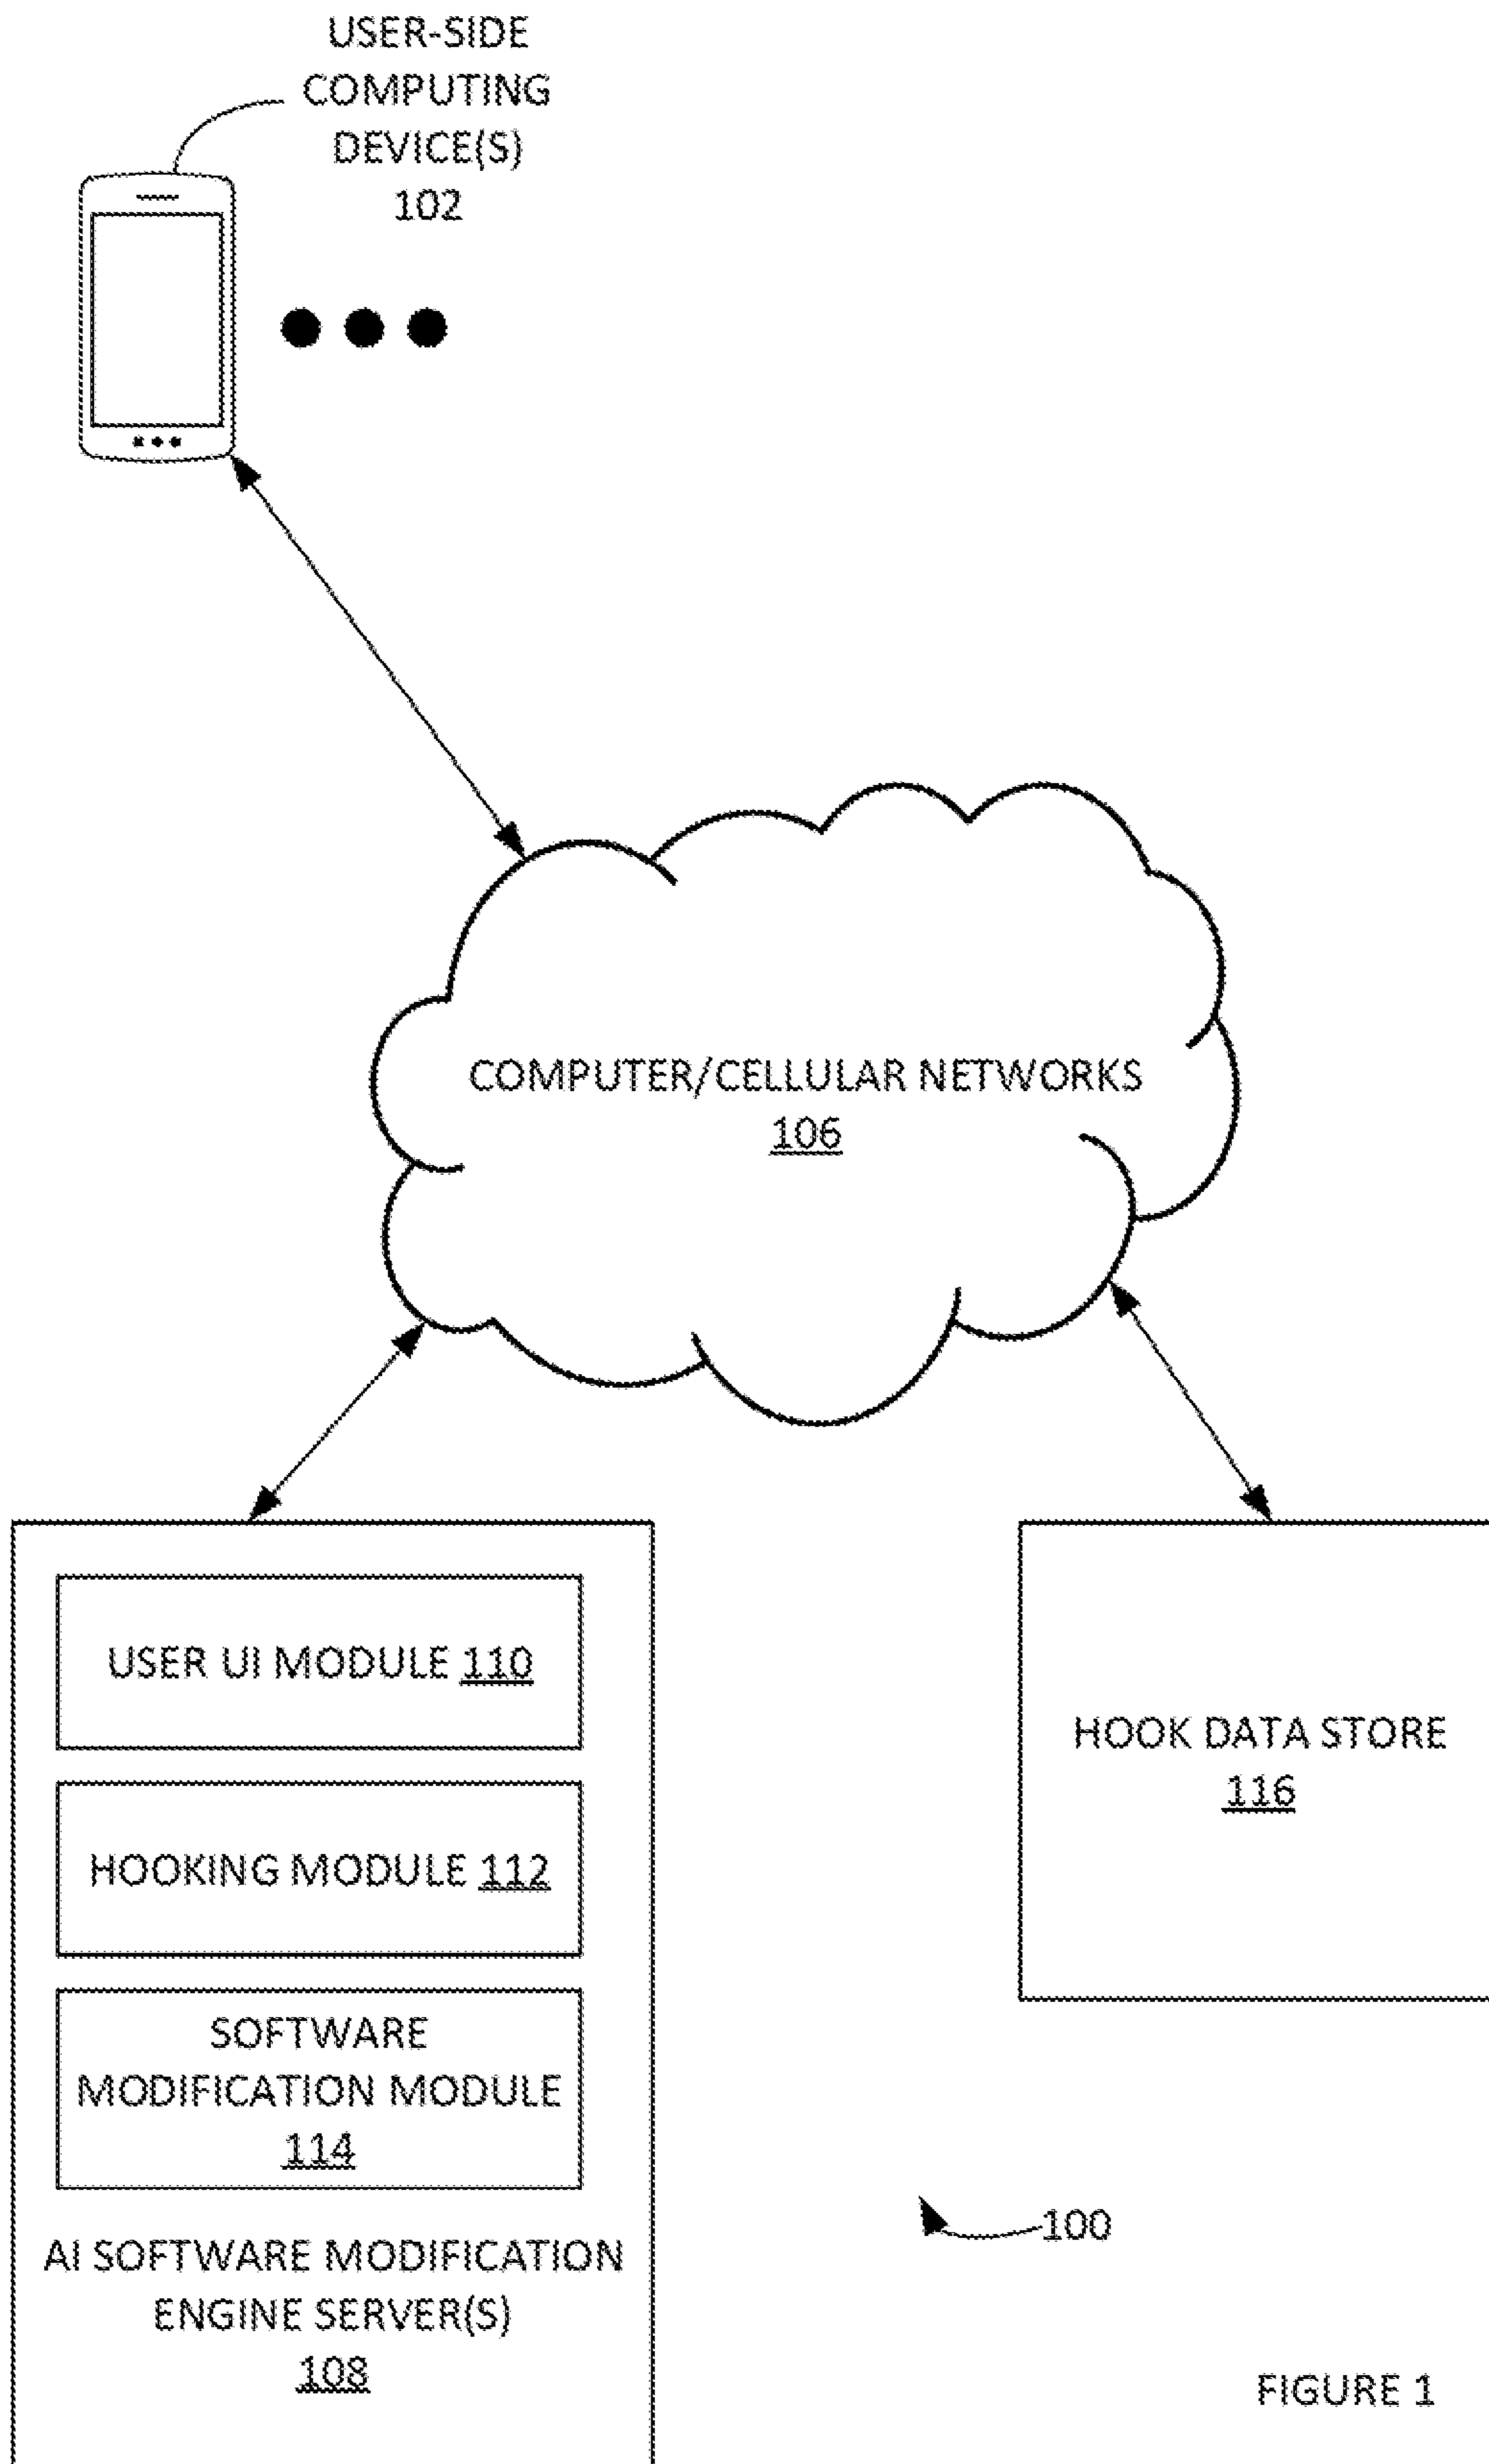 USER-SIDE
COMPUTING
DEVICE(S)
102
COMPUTER/CELLULAR NETWORKS
106
USER UI MODULE 110
HOOKING MODULE 112
SOFTWARE
MODIFICATION MODULE
114
AI SOFTWARE MODIFICATION
ENGINE SERVER(S)
108
HOOK DATA STORE
116
100
FIGURE 1